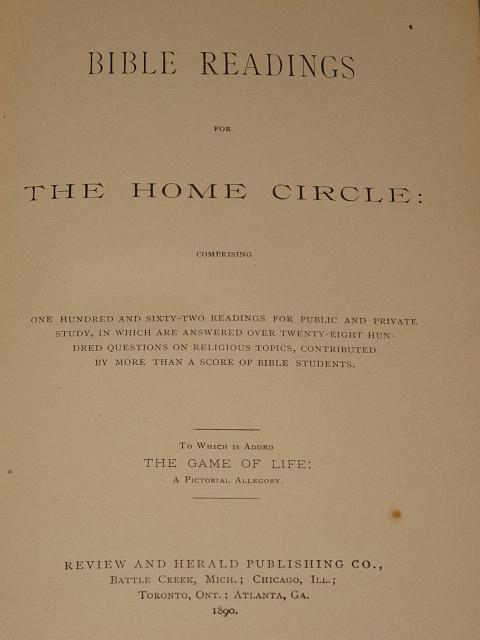 BIBLE READINGS
FOR
THE HOME CIRCLE:
COMPRISING
ONE HUNDRED AND SIXTY-TWO READINGS FOR PUBLIC AND PRIVATE
STUDY, IN WHICH ARE ANSWERED OVER TWENTY-EIGHT HUN-
DRED QUESTIONS ON RELIGIOUS TOPICS, CONTRIBUTED
BY MORE THAN A SCORE OF BIBLE STUDENTS.
To Which is Added
THE GAME OF LIFE:
A Pictorial Allegory.
REVIEW AND HERALD PUBLISHING CO.,
Battle Creek, Mich.; Chicago, Ill.;
Toronto, Ont.; Atlanta, Ga.
1890.